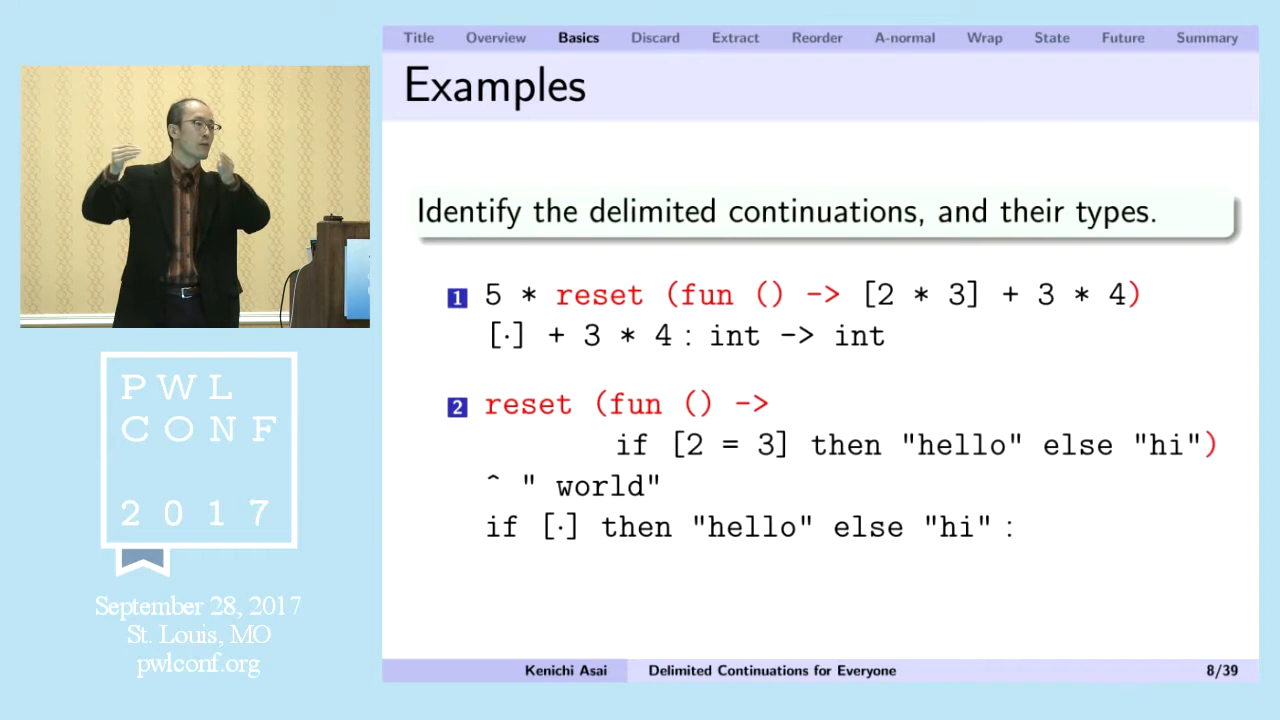 Title Overview Basics Discard Extract Reorder A-normal Wrap State Future Summary
Examples
Identify the delimited continuations, and their types.
1 5 * reset (fun () -> [2 * 3] + 3 * 4)
[·] + 3 * 4 : int -> int
2 reset (fun () ->
if [2 = 3] then "hello" else "hi")
^ " world"
if [·] then "hello" else "hi" :
Kenichi Asai Delimited Continuations for Everyone 8/39
PWL
CONF
2017
September 28, 2017
St. Louis, MO
pwlconf.org